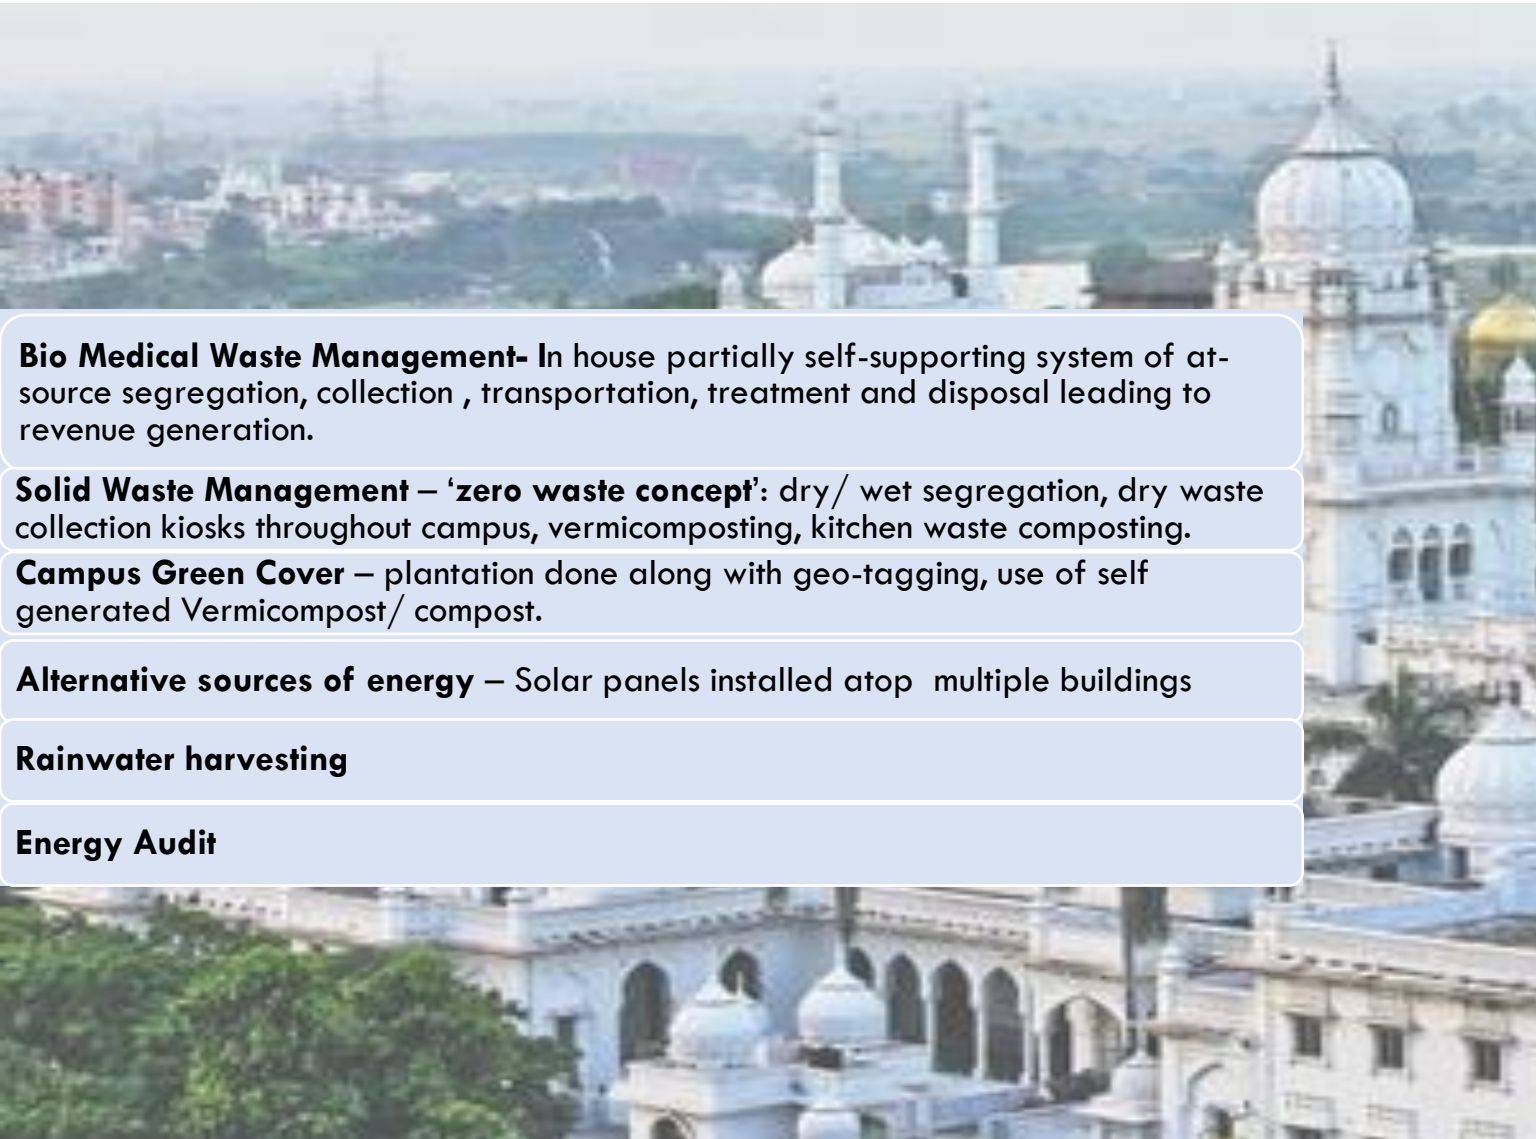 Bio Medical Waste Management- In house partially self-supporting system of at-
source segregation, collection , transportation, treatment and disposal leading to
revenue generation.
Solid Waste Management – ‘zero waste concept’: dry/ wet segregation, dry waste
collection kiosks throughout campus, vermicomposting, kitchen waste composting.
Campus Green Cover – plantation done along with geo-tagging, use of self
generated Vermicompost/ compost.
Alternative sources of energy – Solar panels installed atop  multiple buildings
Rainwater harvesting
Energy Audit